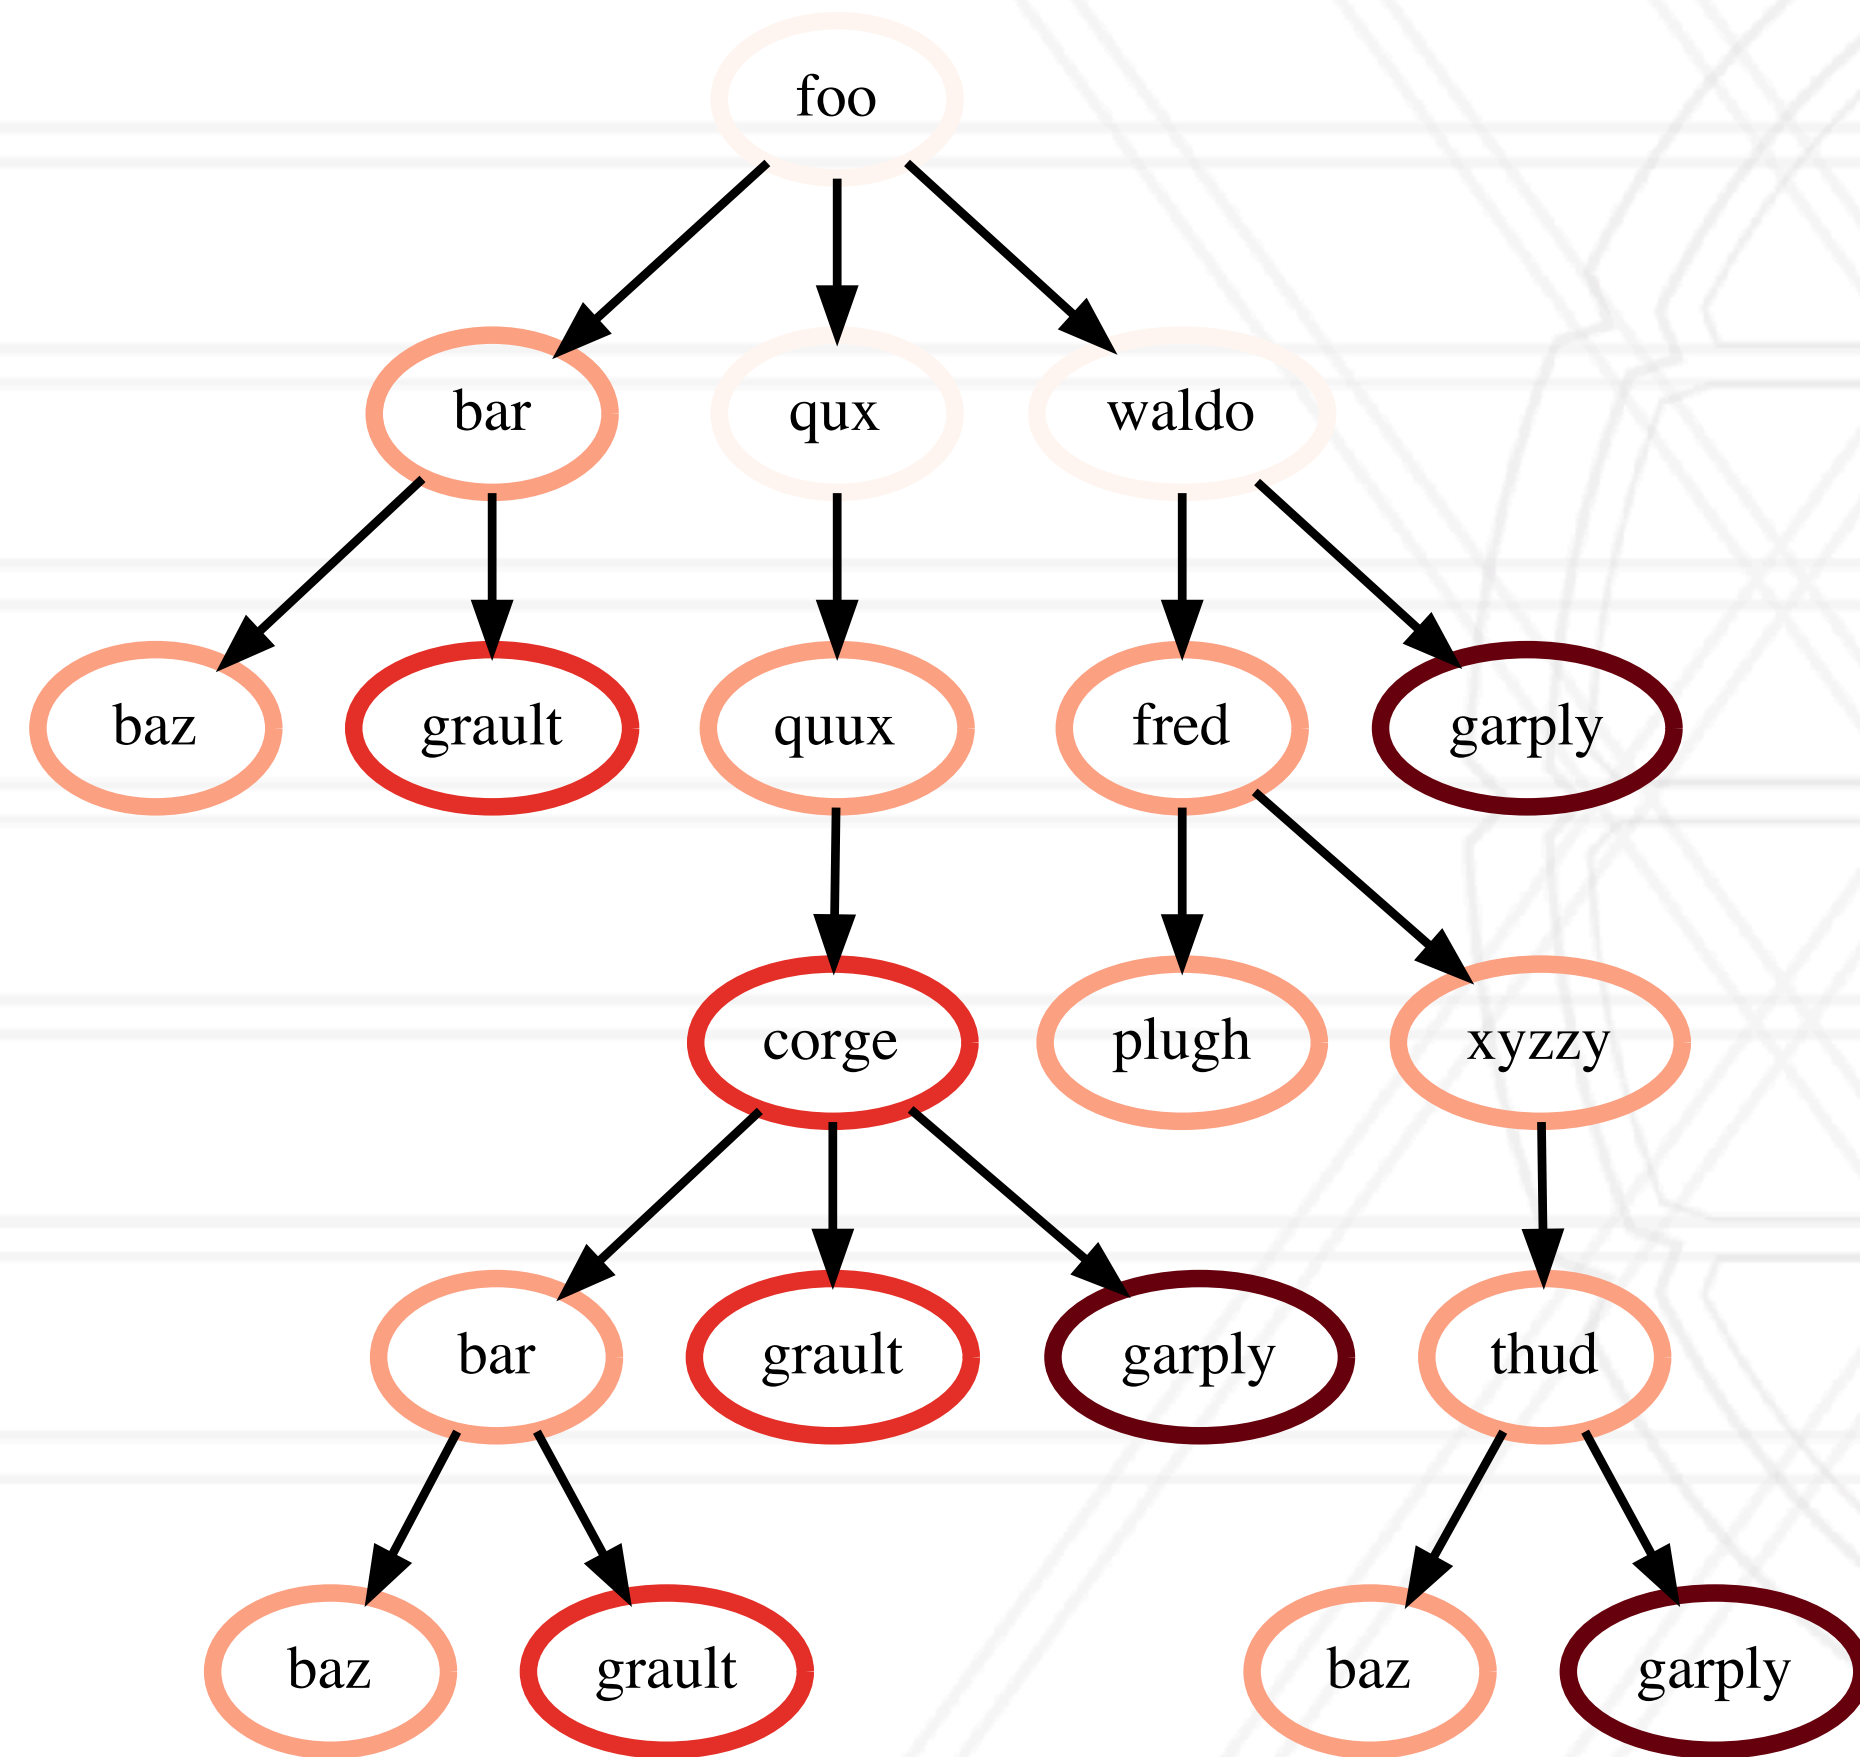 foo
bar
qux
waldo
baz
grault
quux
fred
garply
corge
plugh
xyzzy
bar
grault
garply
thud
baz
grault
baz
garply